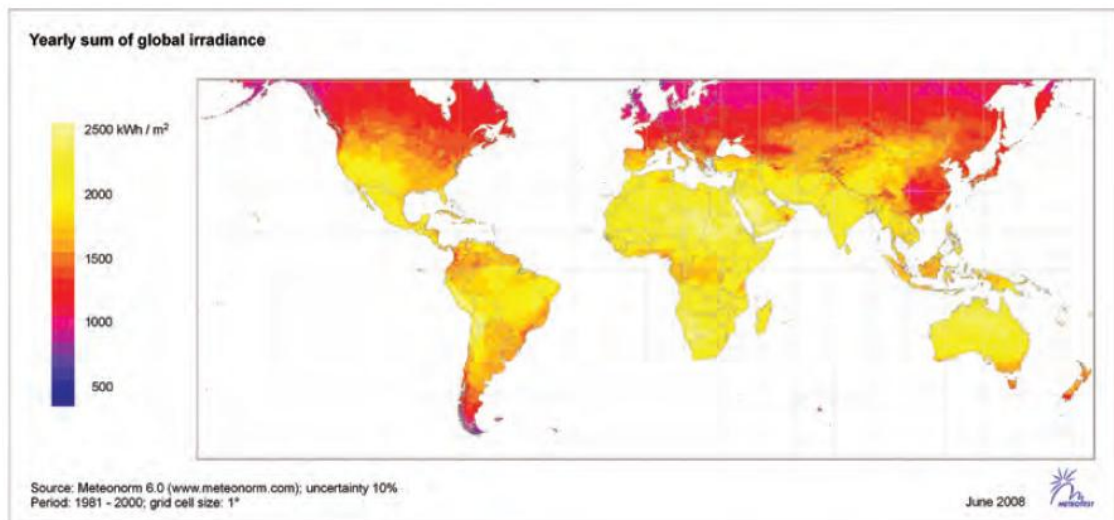 Yearly sum of global irradiance
2500 kWh / m²
2000
1500
1000
500
Source: Meteonorm 6.0 (www.meteonorm.com); uncertainty 10%
Period: 1981 - 2000; grid cell size: 1°
June 2008
METEOTEST